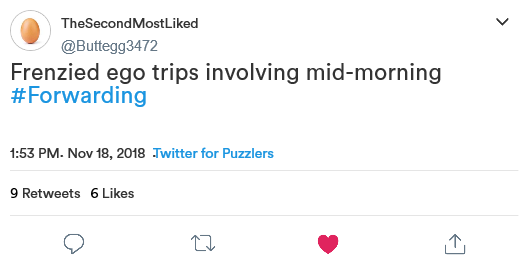 TheSecondMostLiked
@Buttegg3472
Frenzied ego trips involving mid-morning
#Forwarding
1:53 PM. Nov 18, 2018 Twitter for Puzzlers
9 Retweets 6 Likes